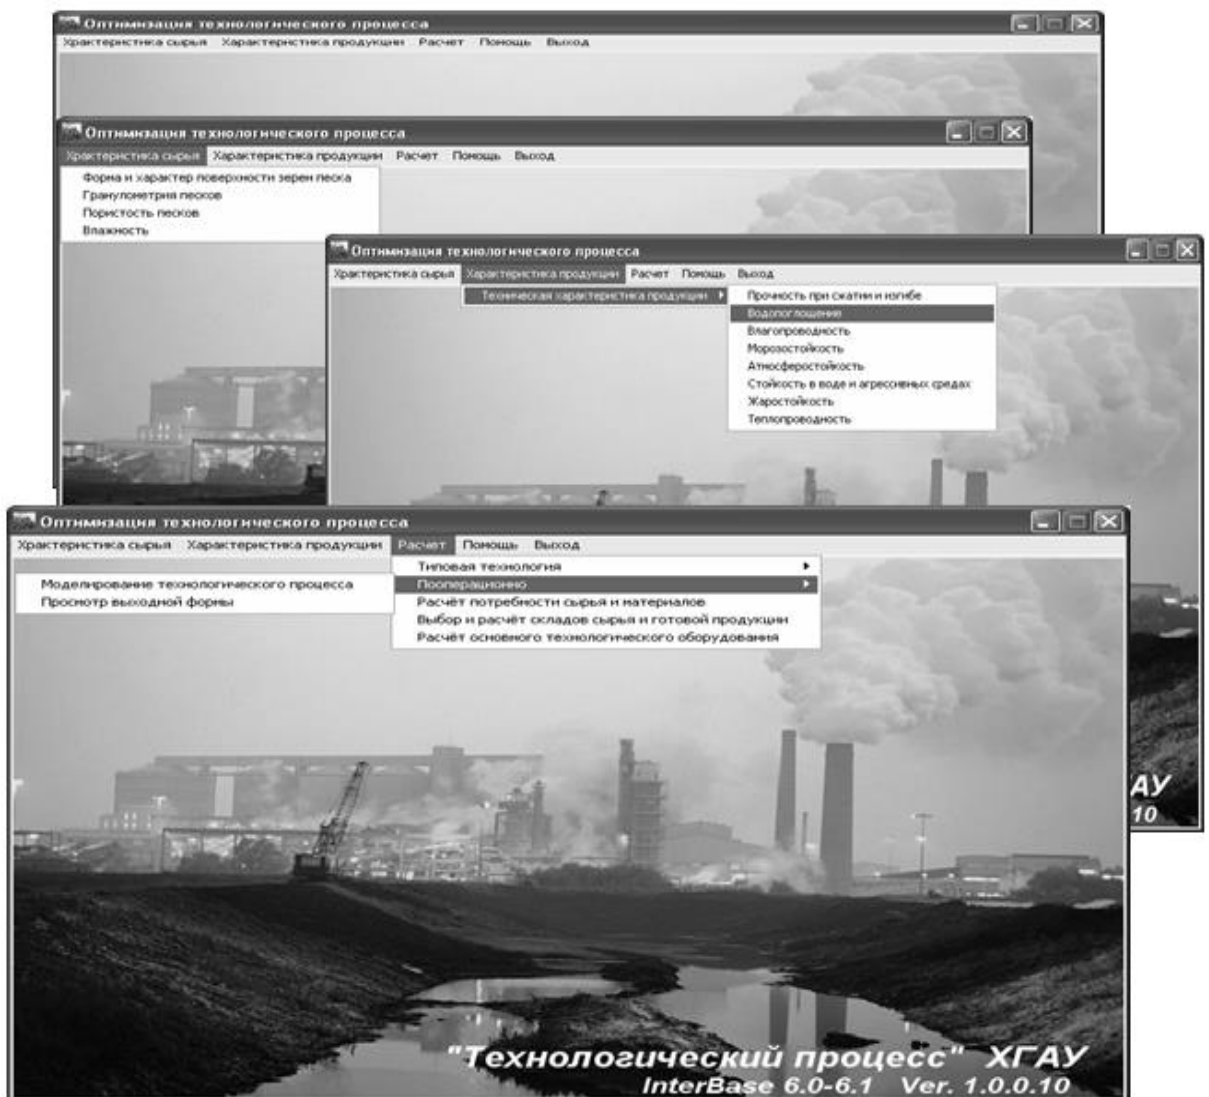 Оптимизация технологического процесса
Храктеристика сырья Характеристика продукции Расчет Помощь Выход
Оптимизация технологического процесса
Храктеристика сырья Характеристика продукции Расчет Помощь Выход
Форма и характер поверхности зерен песка
Гранулометрия песков
Пористость песков
Влажность
Оптимизация технологического процесса
Храктеристика сырья Характеристика продукции Расчет Помощь Выход
Техническая характеристика продукции
Прочность при сжатии и изгибе
Водопоглощение
Влагопроводность
Морозостойкость
Атмосферостойкость
Стойкость в воде и агрессивных средах
Жаростойкость
Теплопроводность
АУ
10
Оптимизация технологического процесса
Храктеристика сырья Характеристика продукции Расчет Помощь Выход
Типовая технология
Пооперационно
Расчёт потребности сырья и материалов
Выбор и расчёт складов сырья и готовой продукции
Расчёт основного технологического оборудования
Моделирование технологического процесса
Просмотр выходной формы
"Технологический процесс" ХГАУ
InterBase 6.0-6.1 Ver. 1.0.0.10